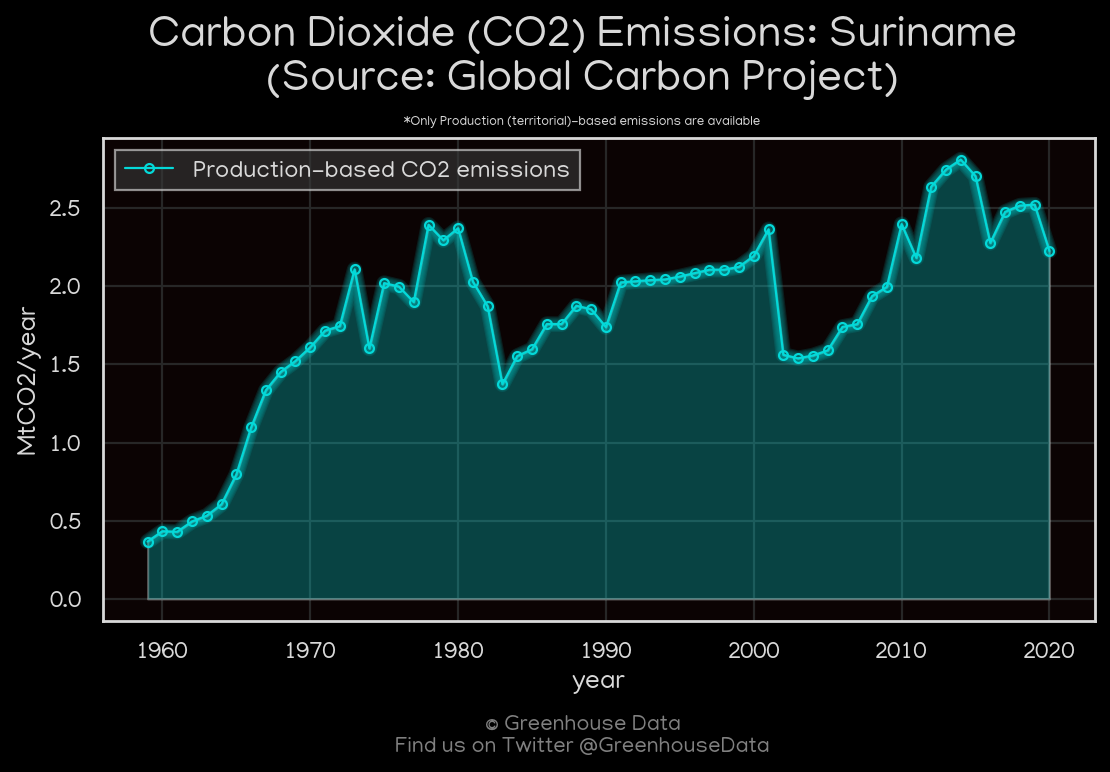 Carbon Dioxide (CO2) Emissions: Suriname
(Source: Global Carbon Project)
*Only Production (territorial)-based emissions are available
Production-based CO2 emissions
2.5
2.0
1.5
1.0
0.5
0.0
MtCO2/year
1960 1970 1980 1990 2000 2010 2020
year
© Greenhouse Data
Find us on Twitter @GreenhouseData